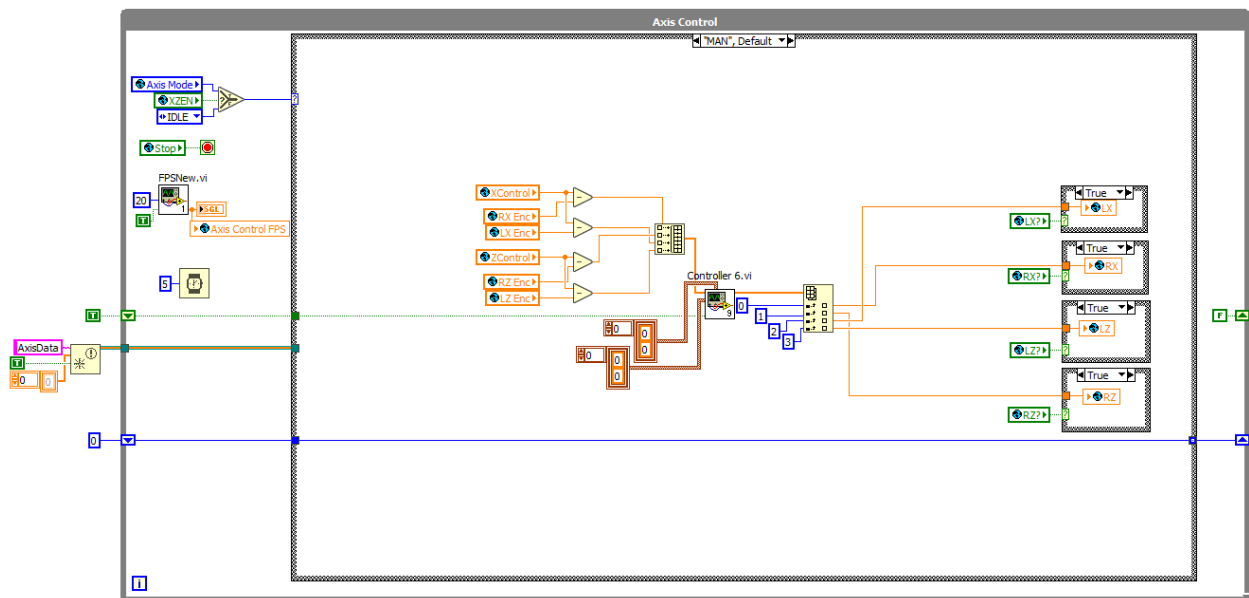 Axis Control
"MAN", Default
Axis Mode
XZEN
IDLE
Stop
FPSNew.vi
20
1
T
SGL
Axis Control FPS
5
T
AxisData
T
0
0
0
i
XControl
RX Enc
LX Enc
ZControl
RZ Enc
LZ Enc
Controller 6.vi
9
0
0
0
0
0
0
0
1
2
3
True
LX
LX?
True
RX
RX?
True
LZ
LZ?
True
RZ
RZ?
F